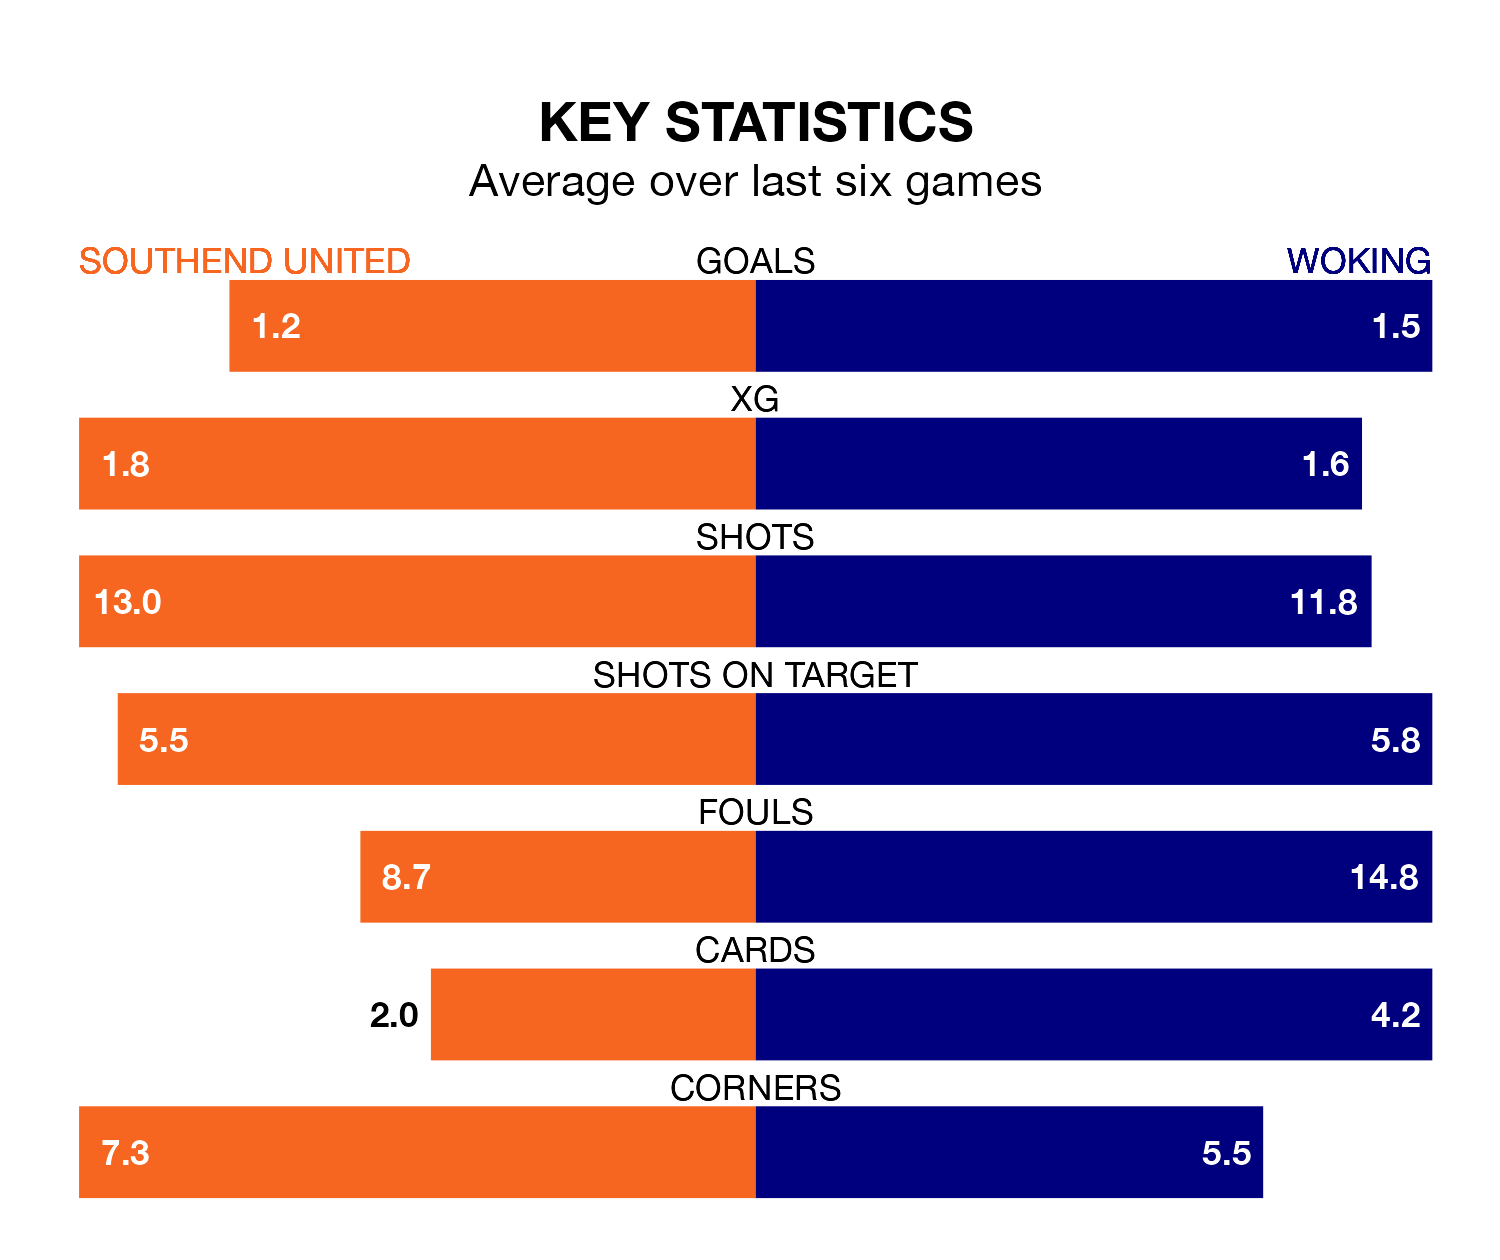 KEY STATISTICS
Average over last six games
SOUTHEND UNITED GOALS WOKING
1.2 1.5
XG
1.8 1.6
SHOTS
13.0 11.8
SHOTS ON TARGET
5.5 5.8
FOULS
8.7 14.8
CARDS
2.0 4.2
CORNERS
7.3 5.5